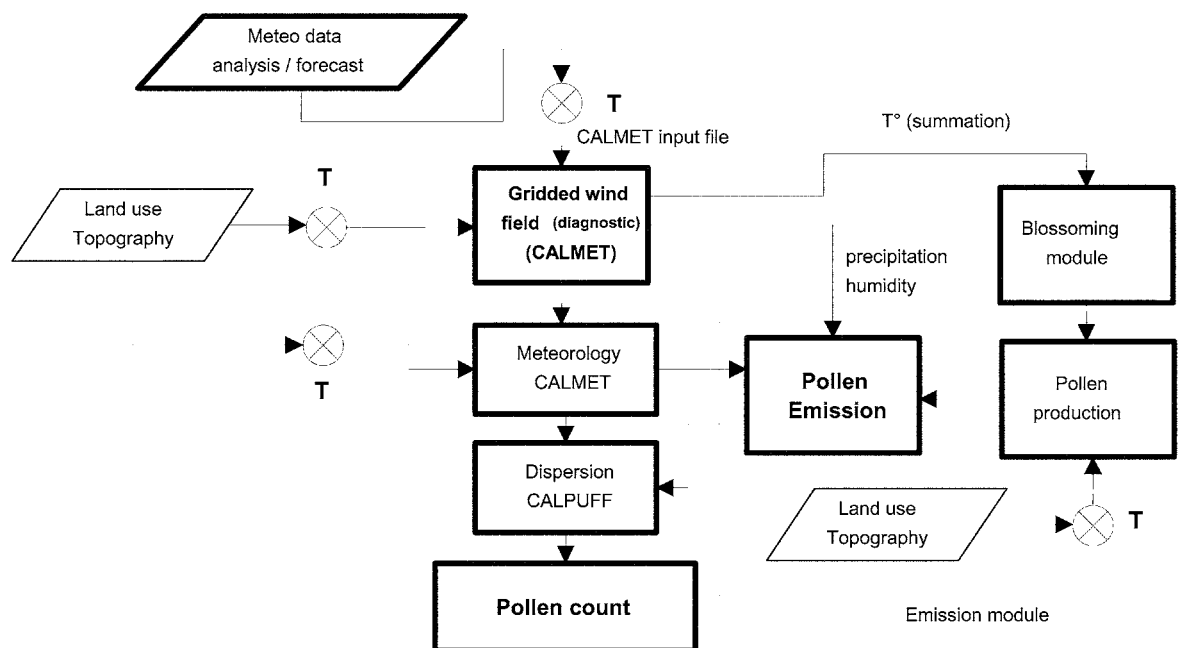 Meteo data
analysis / forecast
T
CALMET input file
T° (summation)
T
Land use
Topography
Gridded wind
field (diagnostic)
(CALMET)
precipitation
humidity
Blossoming
module
T
Meteorology
CALMET
Pollen
Emission
Pollen
production
Dispersion
CALPUFF
Land use
Topography
T
Pollen count
Emission module